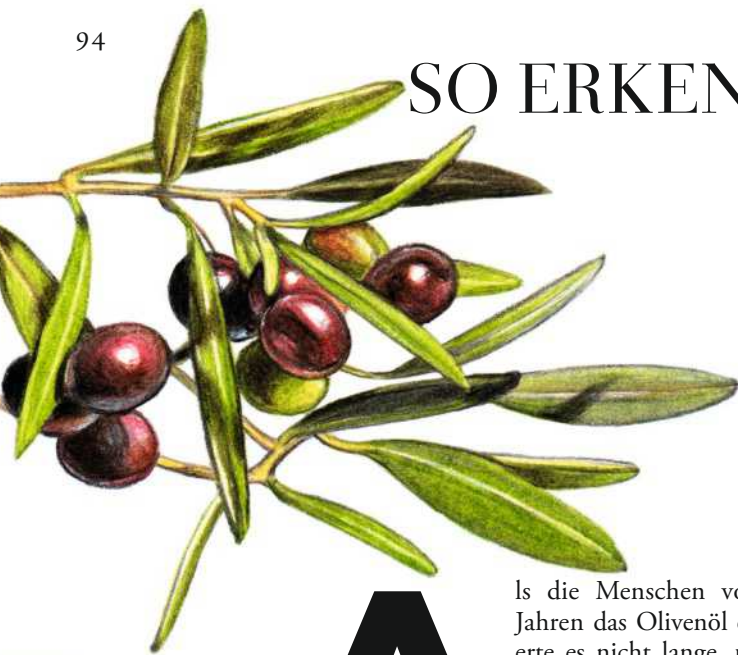 94
SO ERKEN
A
ls die Menschen vo
Jahren das Olivenöl
erte es nicht lange,